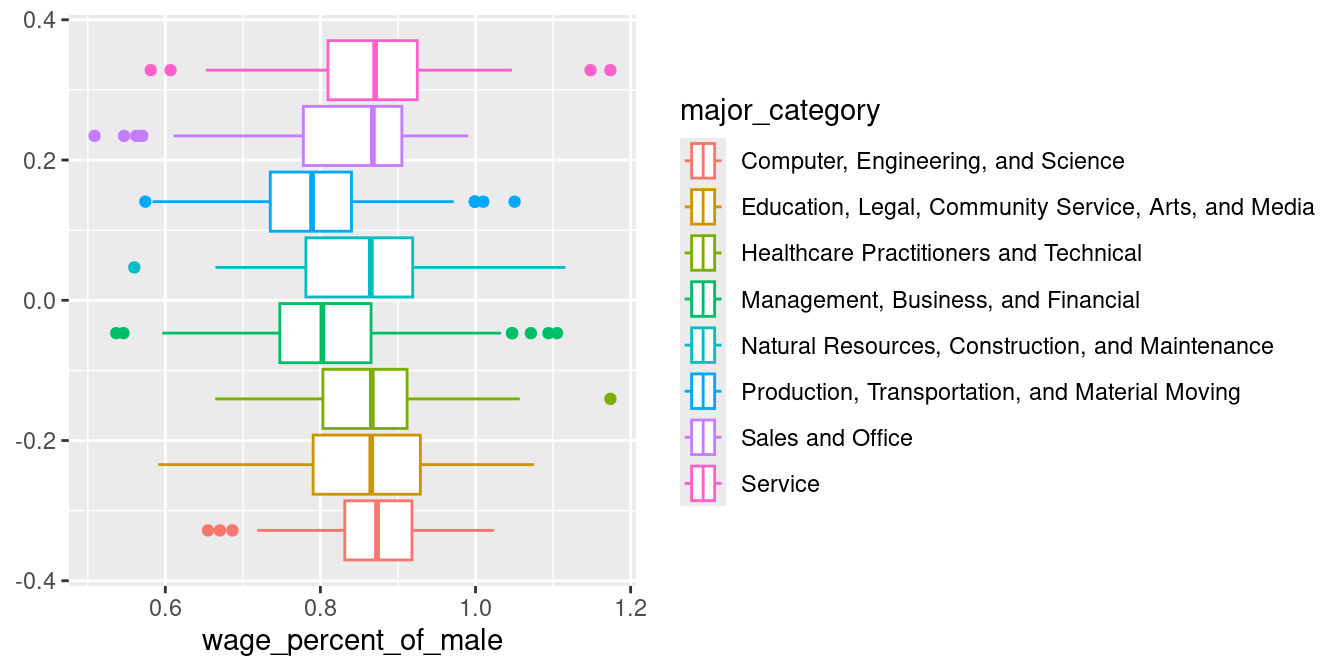 0.4
0.2
0.0
-0.2
-0.4
0.6 0.8 1.0 1.2
wage_percent_of_male
major_category
Computer, Engineering, and Science
Education, Legal, Community Service, Arts, and Media
Healthcare Practitioners and Technical
Management, Business, and Financial
Natural Resources, Construction, and Maintenance
Production, Transportation, and Material Moving
Sales and Office
Service